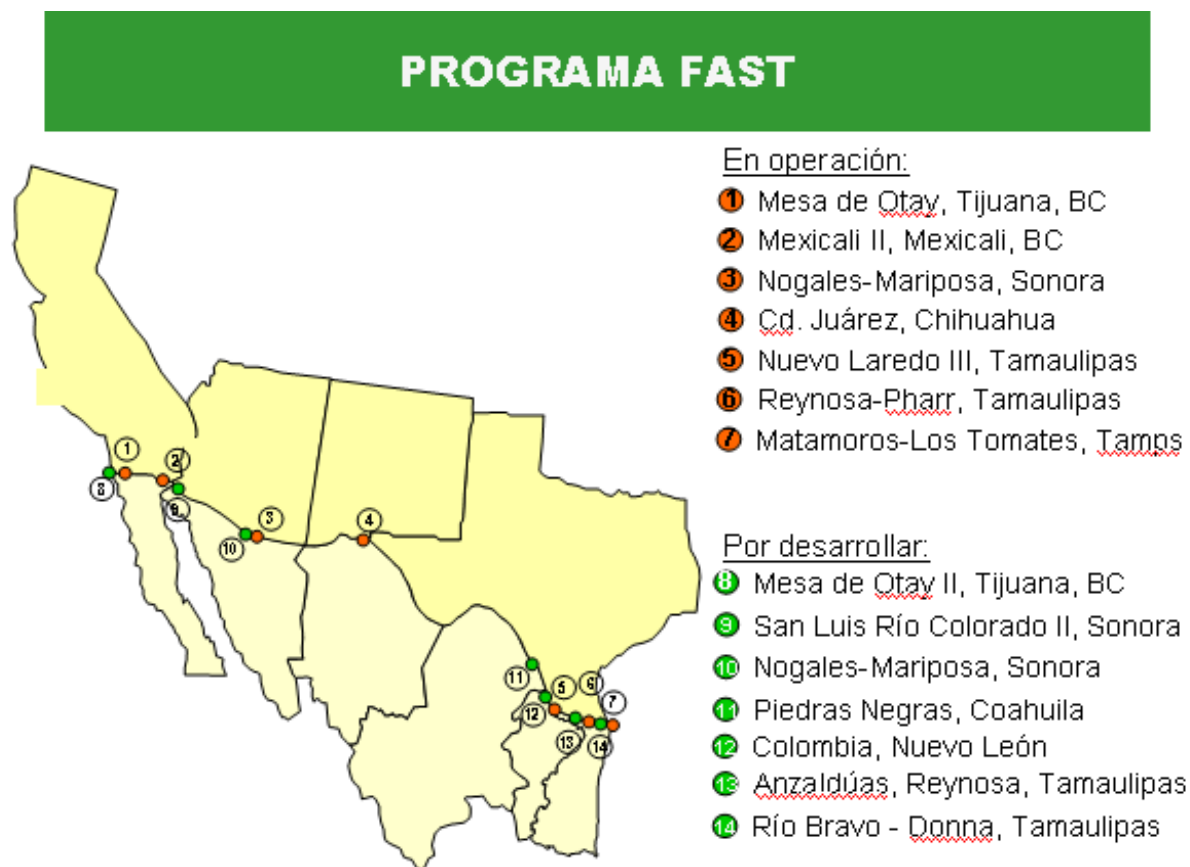 PROGRAMA FAST
En operación:
1 Mesa de Otay, Tijuana, BC
2 Mexicali II, Mexicali, BC
3 Nogales-Mariposa, Sonora
4 Cd. Juárez, Chihuahua
5 Nuevo Laredo III, Tamaulipas
6 Reynosa-Pharr, Tamaulipas
7 Matamoros-Los Tomates, Tamps
Por desarrollar:
8 Mesa de Otay II, Tijuana, BC
9 San Luis Río Colorado II, Sonora
10 Nogales-Mariposa, Sonora
11 Piedras Negras, Coahuila
12 Colombia, Nuevo León
13 Anzaldúas, Reynosa, Tamaulipas
14 Río Bravo - Donna, Tamaulipas
1
2
8
9
3
10
4
11
5
6
7
12
13
14